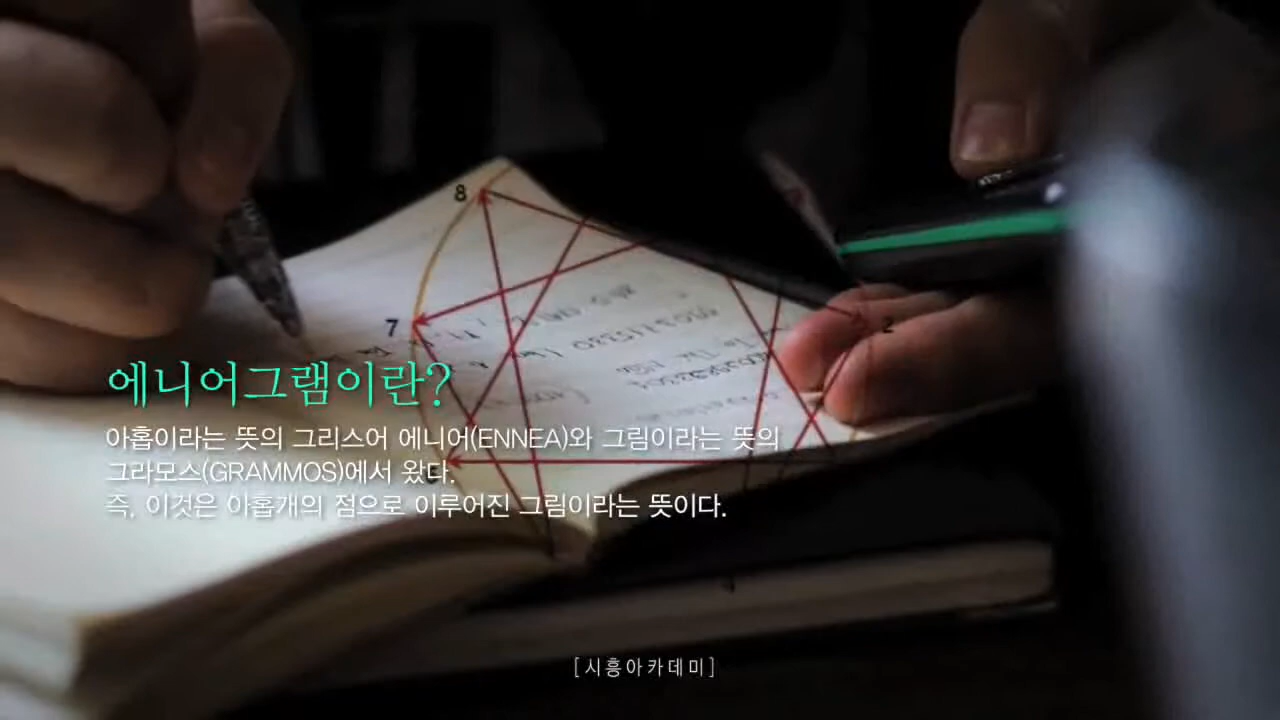 8
7
2
에니어그램이란?
아홉이라는 뜻의 그리스어 에니어(ENNEA)와 그림이라는 뜻의
그라모스(GRAMMOS)에서 왔다.
즉, 이것은 아홉개의 점으로 이루어진 그림이라는 뜻이다.
4
[시흥아카데미]